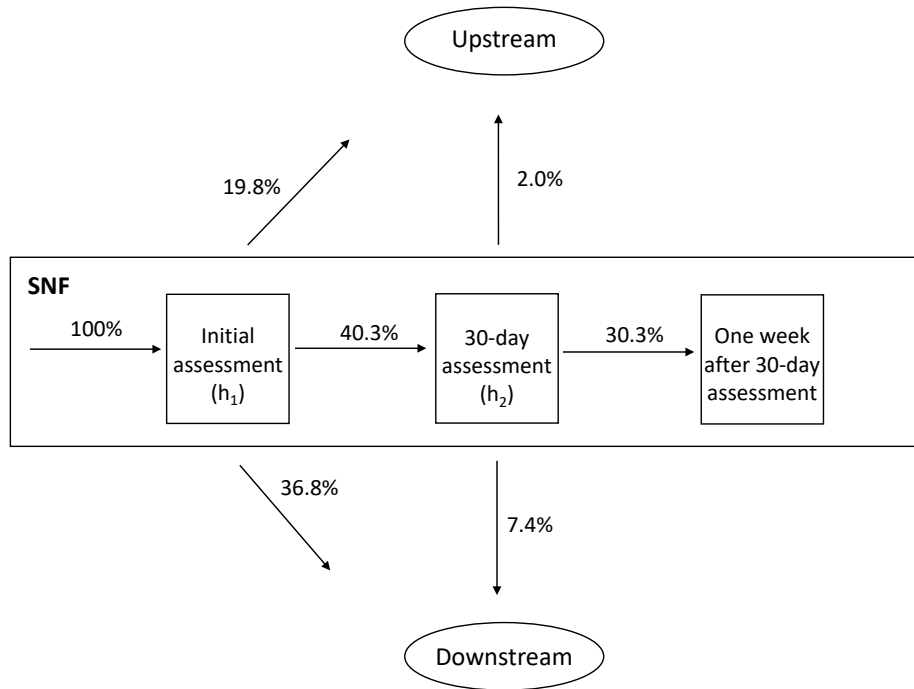 Upstream
19.8%
2.0%
SNF
100%
Initial
assessment
(h₁)
40.3%
30-day
assessment
(h₂)
30.3%
One week
after 30-day
assessment
36.8%
7.4%
Downstream